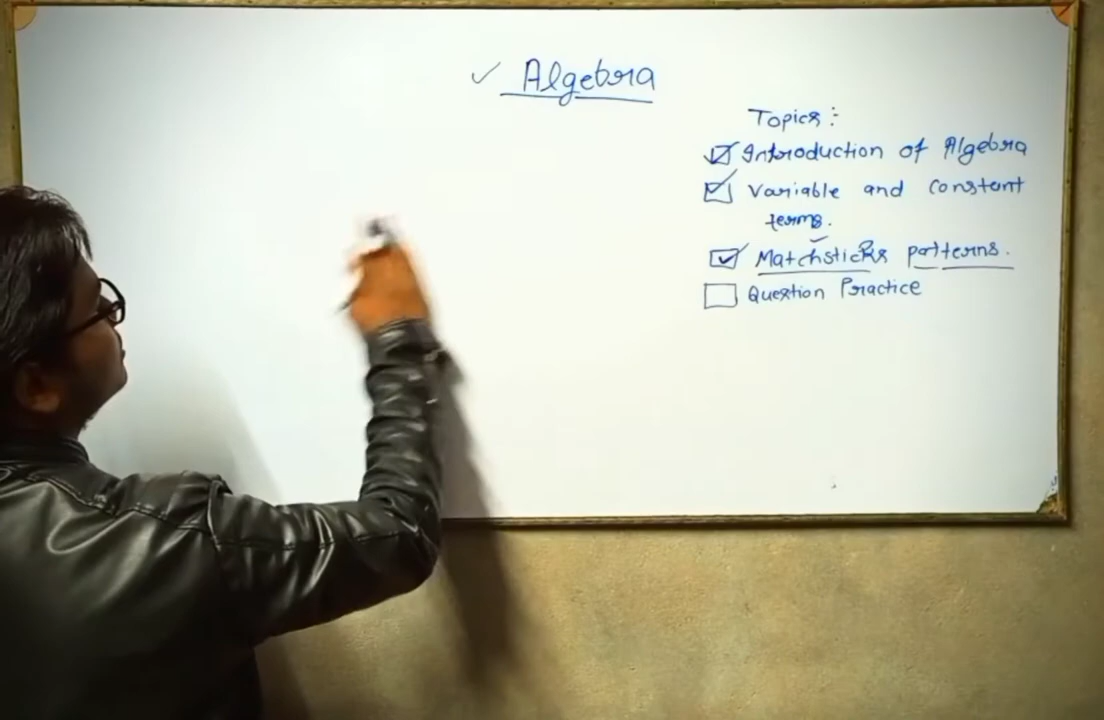 ✓ Algebra
Topics :
☑ Introduction of Algebra
☑ Variable and Constant
terms.
☑ Matchsticks patterns.
☐ Question Practice